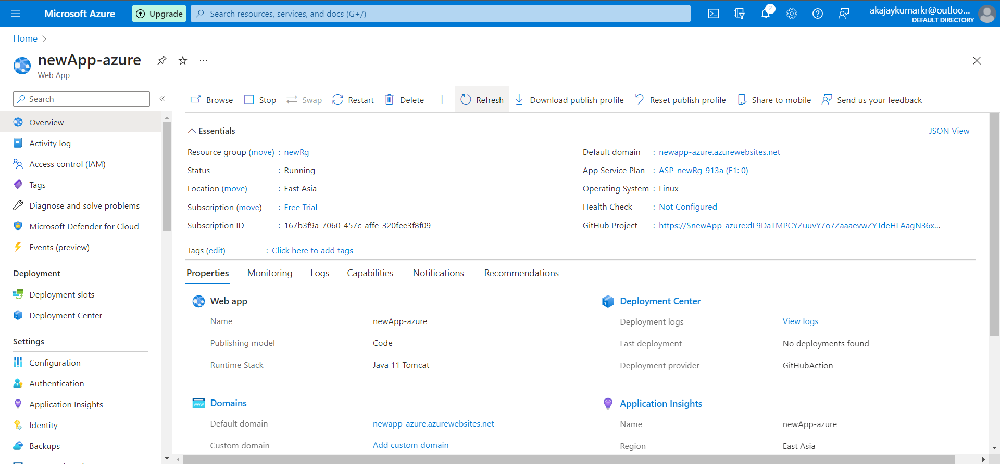 Microsoft Azure
Upgrade
Search resources, services, and docs (G+/)
2
akajaykumarkr@outloo...
DEFAULT DIRECTORY
Home
newApp-azure
Web App
Search
Browse
Stop
Swap
Restart
Delete
Refresh
Download publish profile
Reset publish profile
Share to mobile
Send us your feedback
Overview
Activity log
Access control (IAM)
Tags
Diagnose and solve problems
Microsoft Defender for Cloud
Events (preview)
Deployment
Deployment slots
Deployment Center
Settings
Configuration
Authentication
Application Insights
Identity
Backups
Essentials
JSON View
Resource group (move) : newRg
Status : Running
Location (move) : East Asia
Subscription (move) : Free Trial
Subscription ID : 167b3f9a-7060-457c-affe-320fee3f8f09
Default domain : newapp-azure.azurewebsites.net
App Service Plan : ASP-newRg-913a (F1: 0)
Operating System : Linux
Health Check : Not Configured
GitHub Project : https://$newApp-azure:dL9DaTMPCYZuuvY7o7ZaaaevwZYTdeHLAagN36x...
Tags (edit) : Click here to add tags
Properties
Monitoring
Logs
Capabilities
Notifications
Recommendations
Web app
Name newApp-azure
Publishing model Code
Runtime Stack Java 11 Tomcat
Deployment Center
Deployment logs View logs
Last deployment No deployments found
Deployment provider GitHubAction
Domains
Default domain newapp-azure.azurewebsites.net
Custom domain Add custom domain
Application Insights
Name newApp-azure
Region East Asia